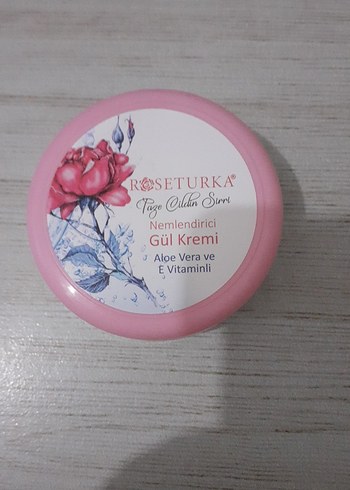 ROSETURKA®
Taze Cildin Sırrı
Nemlendirici
Gül Kremi
Aloe Vera ve
E Vitaminli